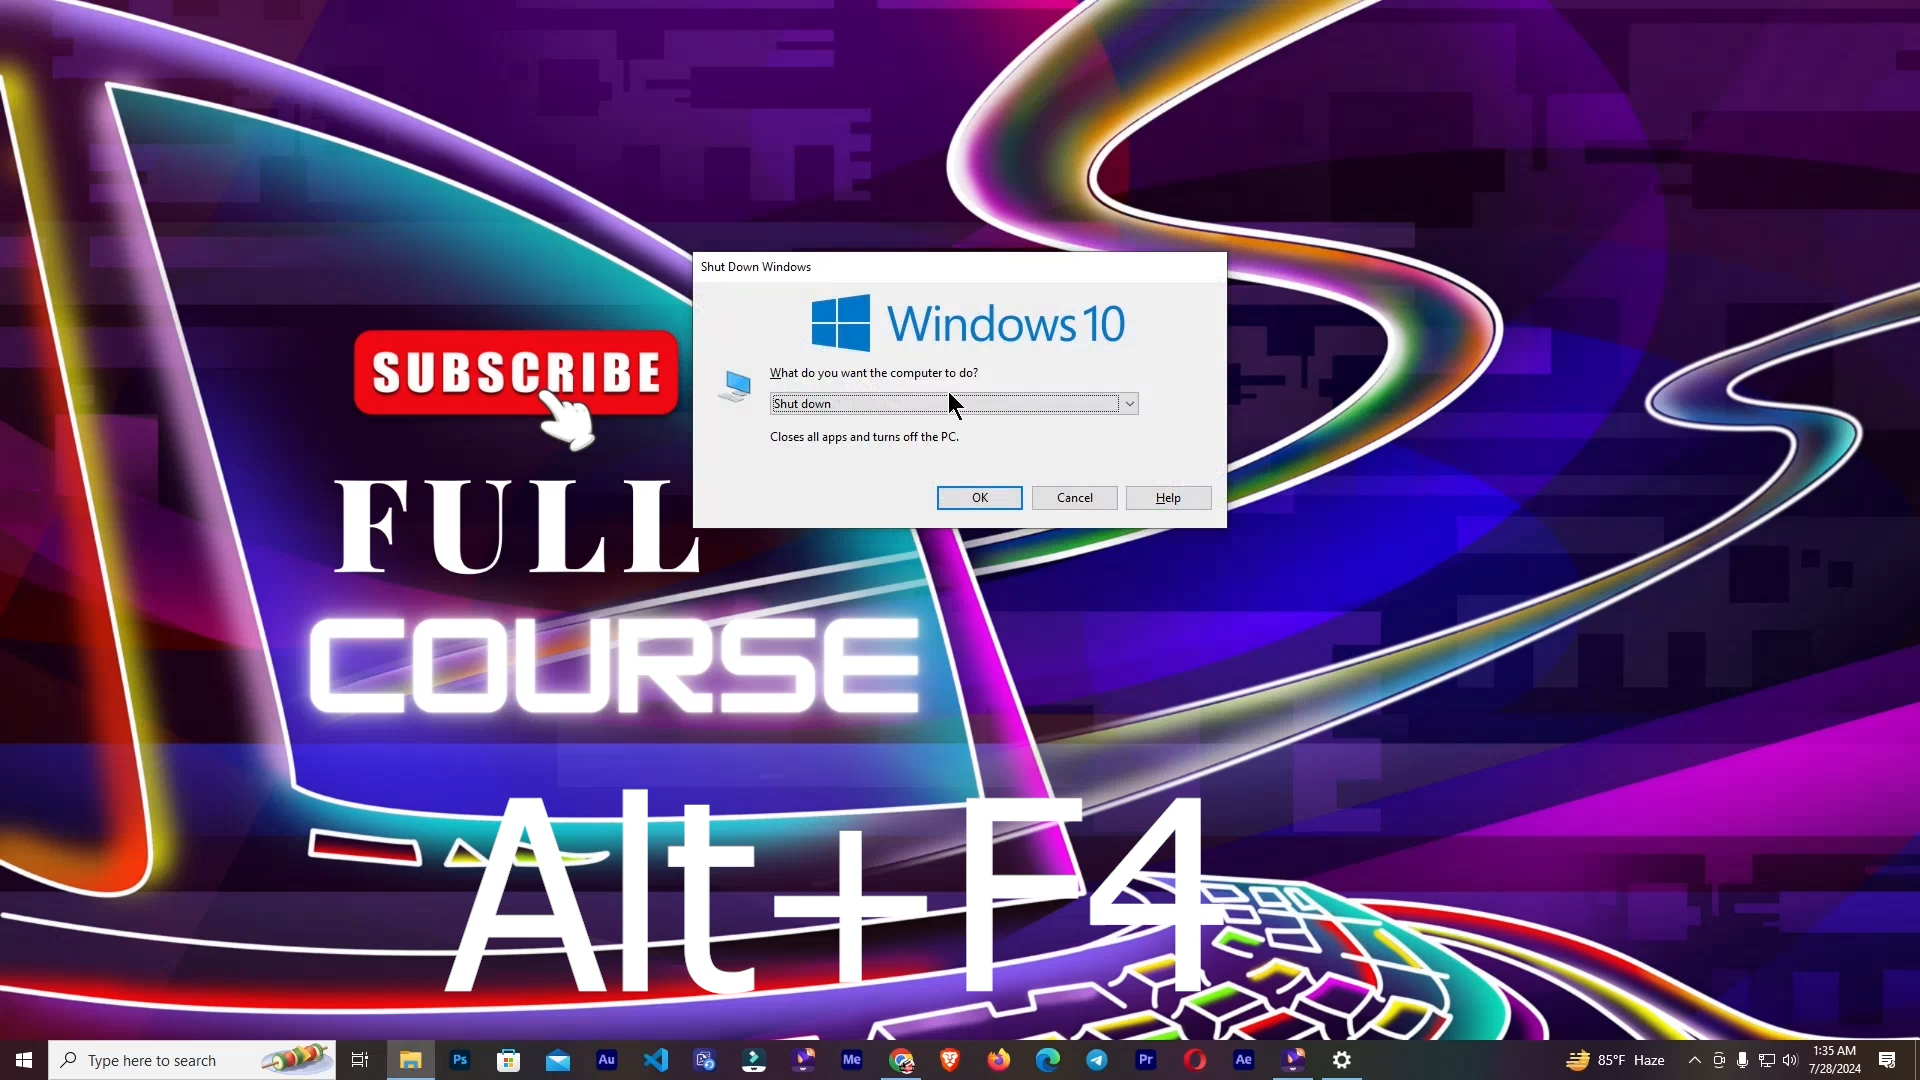 Shut Down Windows
Windows 10
What do you want the computer to do?
Shut down
Closes all apps and turns off the PC.
OK
Cancel
Help
SUBSCRIBE
FULL
COURSE
Alt+F4
Type here to search
Ps
Au
Me
Pr
Ae
85°F Haze
1:35 AM
7/28/2024